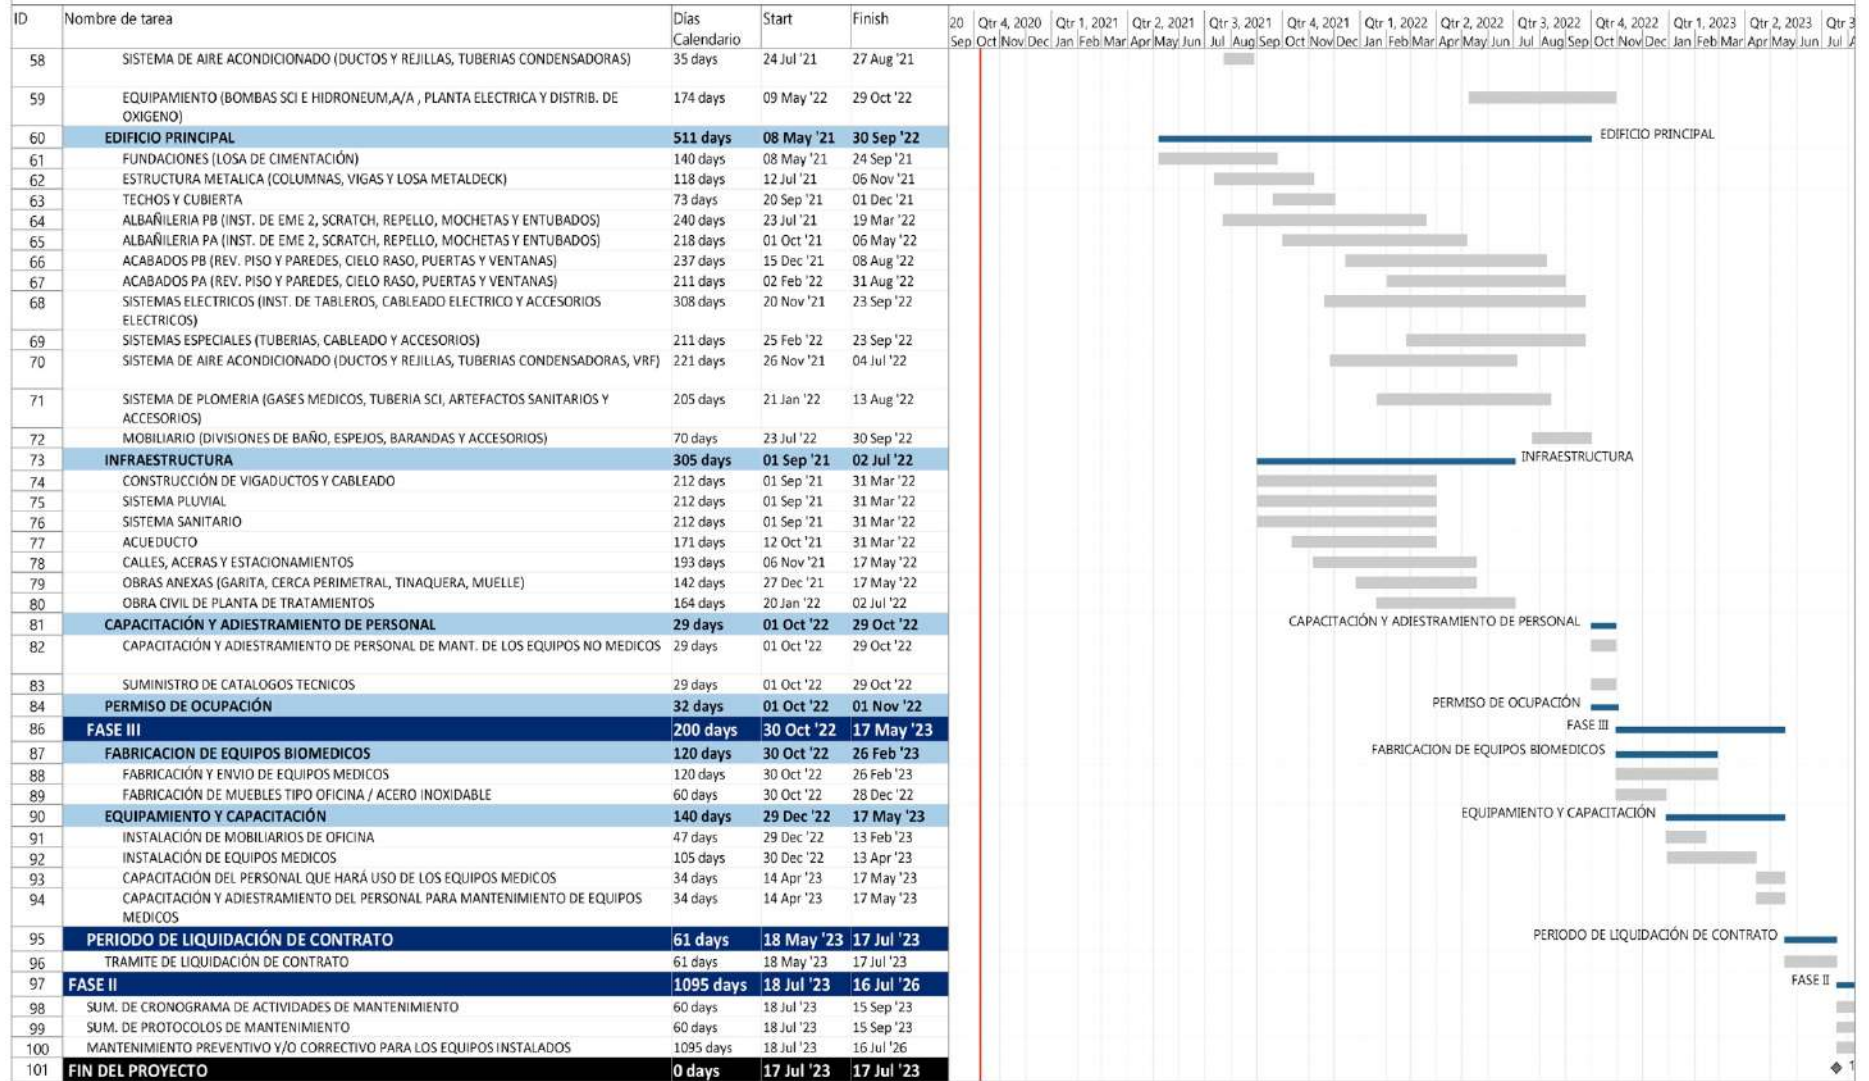 ID Nombre de tarea Días Calendario Start Finish
20 Qtr 4, 2020 Qtr 1, 2021 Qtr 2, 2021 Qtr 3, 2021 Qtr 4, 2021 Qtr 1, 2022 Qtr 2, 2022 Qtr 3, 2022 Qtr 4, 2022 Qtr 1, 2023 Qtr 2, 2023 Qtr 3
Sep Oct Nov Dec Jan Feb Mar Apr May Jun Jul Aug Sep Oct Nov Dec Jan Feb Mar Apr May Jun Jul Aug Sep Oct Nov Dec Jan Feb Mar Apr May Jun Jul
58 SISTEMA DE AIRE ACONDICIONADO (DUCTOS Y REJILLAS, TUBERIAS CONDENSADORAS) 35 days 24 Jul '21 27 Aug '21
59 EQUIPAMIENTO (BOMBAS SCI E HIDRONEUM,A/A , PLANTA ELECTRICA Y DISTRIB. DE 174 days 09 May '22 29 Oct '22
OXIGENO)
60 EDIFICIO PRINCIPAL 511 days 08 May '21 30 Sep '22 EDIFICIO PRINCIPAL
61 FUNDACIONES (LOSA DE CIMENTACIÓN) 140 days 08 May '21 24 Sep '21
62 ESTRUCTURA METALICA (COLUMNAS, VIGAS Y LOSA METALDECK) 118 days 12 Jul '21 06 Nov '21
63 TECHOS Y CUBIERTA 73 days 20 Sep '21 01 Dec '21
64 ALBAÑILERIA PB (INST. DE EME 2, SCRATCH, REPELLO, MOCHETAS Y ENTUBADOS) 240 days 23 Jul '21 19 Mar '22
65 ALBAÑILERIA PA (INST. DE EME 2, SCRATCH, REPELLO, MOCHETAS Y ENTUBADOS) 218 days 01 Oct '21 06 May '22
66 ACABADOS PB (REV. PISO Y PAREDES, CIELO RASO, PUERTAS Y VENTANAS) 237 days 15 Dec '21 08 Aug '22
67 ACABADOS PA (REV. PISO Y PAREDES, CIELO RASO, PUERTAS Y VENTANAS) 211 days 02 Feb '22 31 Aug '22
68 SISTEMAS ELECTRICOS (INST. DE TABLEROS, CABLEADO ELECTRICO Y ACCESORIOS 308 days 20 Nov '21 23 Sep '22
ELECTRICOS)
69 SISTEMAS ESPECIALES (TUBERIAS, CABLEADO Y ACCESORIOS) 211 days 25 Feb '22 23 Sep '22
70 SISTEMA DE AIRE ACONDICIONADO (DUCTOS Y REJILLAS, TUBERIAS CONDENSADORAS, VRF) 221 days 26 Nov '21 04 Jul '22
71 SISTEMA DE PLOMERIA (GASES MEDICOS, TUBERIA SCI, ARTEFACTOS SANITARIOS Y 205 days 21 Jan '22 13 Aug '22
ACCESORIOS)
72 MOBILIARIO (DIVISIONES DE BAÑO, ESPEJOS, BARANDAS Y ACCESORIOS) 70 days 23 Jul '22 30 Sep '22
73 INFRAESTRUCTURA 305 days 01 Sep '21 02 Jul '22 INFRAESTRUCTURA
74 CONSTRUCCIÓN DE VIGADUCTOS Y CABLEADO 212 days 01 Sep '21 31 Mar '22
75 SISTEMA PLUVIAL 212 days 01 Sep '21 31 Mar '22
76 SISTEMA SANITARIO 212 days 01 Sep '21 31 Mar '22
77 ACUEDUCTO 171 days 12 Oct '21 31 Mar '22
78 CALLES, ACERAS Y ESTACIONAMIENTOS 193 days 06 Nov '21 17 May '22
79 OBRAS ANEXAS (GARITA, CERCA PERIMETRAL, TINAQUERA, MUELLE) 142 days 27 Dec '21 17 May '22
80 OBRA CIVIL DE PLANTA DE TRATAMIENTOS 164 days 20 Jan '22 02 Jul '22
81 CAPACITACIÓN Y ADIESTRAMIENTO DE PERSONAL 29 days 01 Oct '22 29 Oct '22 CAPACITACIÓN Y ADIESTRAMIENTO DE PERSONAL
82 CAPACITACIÓN Y ADIESTRAMIENTO DE PERSONAL DE MANT. DE LOS EQUIPOS NO MEDICOS 29 days 01 Oct '22 29 Oct '22
83 SUMINISTRO DE CATALOGOS TECNICOS 29 days 01 Oct '22 29 Oct '22
84 PERMISO DE OCUPACIÓN 32 days 01 Oct '22 01 Nov '22 PERMISO DE OCUPACIÓN
86 FASE III 200 days 30 Oct '22 17 May '23 FASE III
87 FABRICACION DE EQUIPOS BIOMEDICOS 120 days 30 Oct '22 26 Feb '23 FABRICACION DE EQUIPOS BIOMEDICOS
88 FABRICACIÓN Y ENVIO DE EQUIPOS MEDICOS 120 days 30 Oct '22 26 Feb '23
89 FABRICACIÓN DE MUEBLES TIPO OFICINA / ACERO INOXIDABLE 60 days 30 Oct '22 28 Dec '22
90 EQUIPAMIENTO Y CAPACITACIÓN 140 days 29 Dec '22 17 May '23 EQUIPAMIENTO Y CAPACITACIÓN
91 INSTALACIÓN DE MOBILIARIOS DE OFICINA 47 days 29 Dec '22 13 Feb '23
92 INSTALACIÓN DE EQUIPOS MEDICOS 105 days 30 Dec '22 13 Apr '23
93 CAPACITACIÓN DEL PERSONAL QUE HARÁ USO DE LOS EQUIPOS MEDICOS 34 days 14 Apr '23 17 May '23
94 CAPACITACIÓN Y ADIESTRAMIENTO DEL PERSONAL PARA MANTENIMIENTO DE EQUIPOS 34 days 14 Apr '23 17 May '23
MEDICOS
95 PERIODO DE LIQUIDACIÓN DE CONTRATO 61 days 18 May '23 17 Jul '23 PERIODO DE LIQUIDACIÓN DE CONTRATO
96 TRAMITE DE LIQUIDACIÓN DE CONTRATO 61 days 18 May '23 17 Jul '23
97 FASE II 1095 days 18 Jul '23 16 Jul '26 FASE II
98 SUM. DE CRONOGRAMA DE ACTIVIDADES DE MANTENIMIENTO 60 days 18 Jul '23 15 Sep '23
99 SUM. DE PROTOCOLOS DE MANTENIMIENTO 60 days 18 Jul '23 15 Sep '23
100 MANTENIMIENTO PREVENTIVO Y/O CORRECTIVO PARA LOS EQUIPOS INSTALADOS 1095 days 18 Jul '23 16 Jul '26
101 FIN DEL PROYECTO 0 days 17 Jul '23 17 Jul '23 1